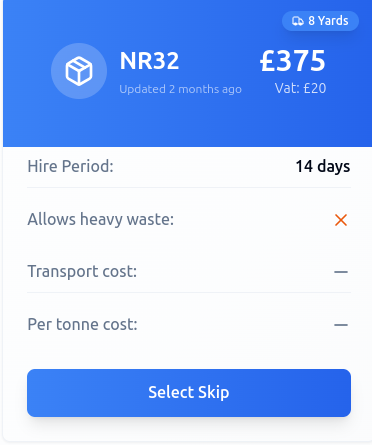 8 Yards
NR32
£375
Updated 2 months ago
Vat: £20
Hire Period:
14 days
Allows heavy waste:
Transport cost:
—
Per tonne cost:
—
Select Skip